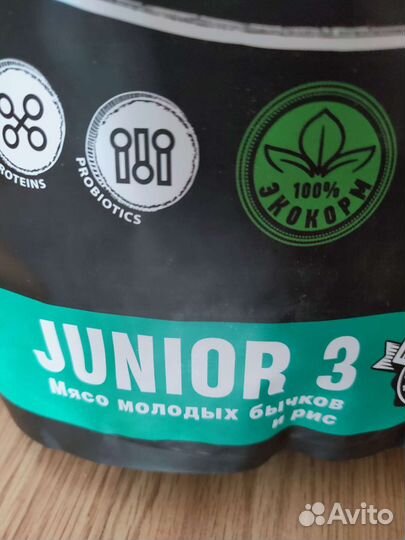 PROTEINS
PROBIOTICS
100%
ЭКОКОРМ
JUNIOR 3
Мясо молодых бычков
и рис
Avito